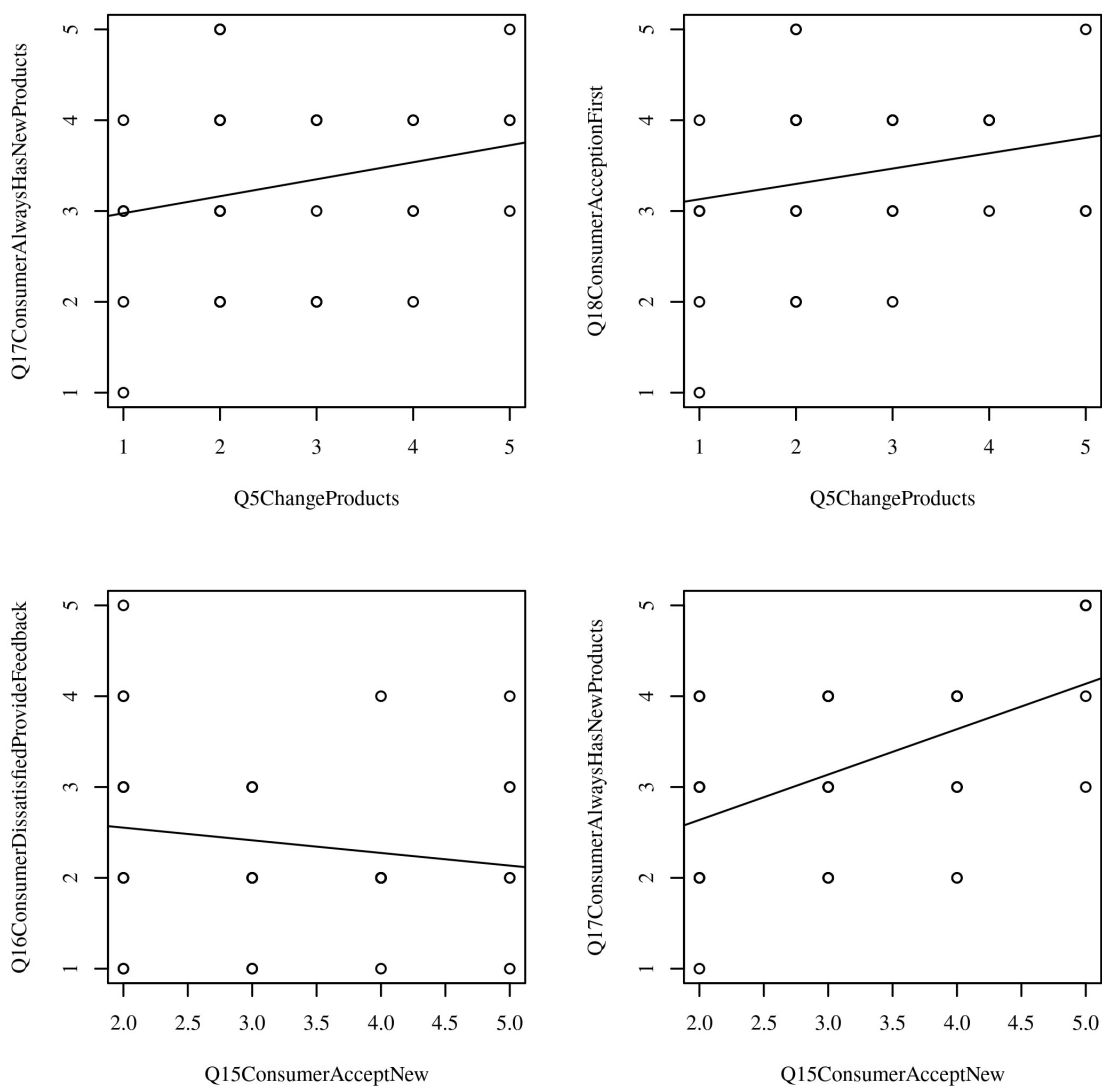 Q17ConsumerAlwaysHasNewProducts
5
4
3
2
1
1 2 3 4 5
Q5ChangeProducts
Q18ConsumerAcceptionFirst
5
4
3
2
1
1 2 3 4 5
Q5ChangeProducts
Q16ConsumerDissatisfiedProvideFeedback
5
4
3
2
1
2.0 2.5 3.0 3.5 4.0 4.5 5.0
Q15ConsumerAcceptNew
Q17ConsumerAlwaysHasNewProducts
5
4
3
2
1
2.0 2.5 3.0 3.5 4.0 4.5 5.0
Q15ConsumerAcceptNew